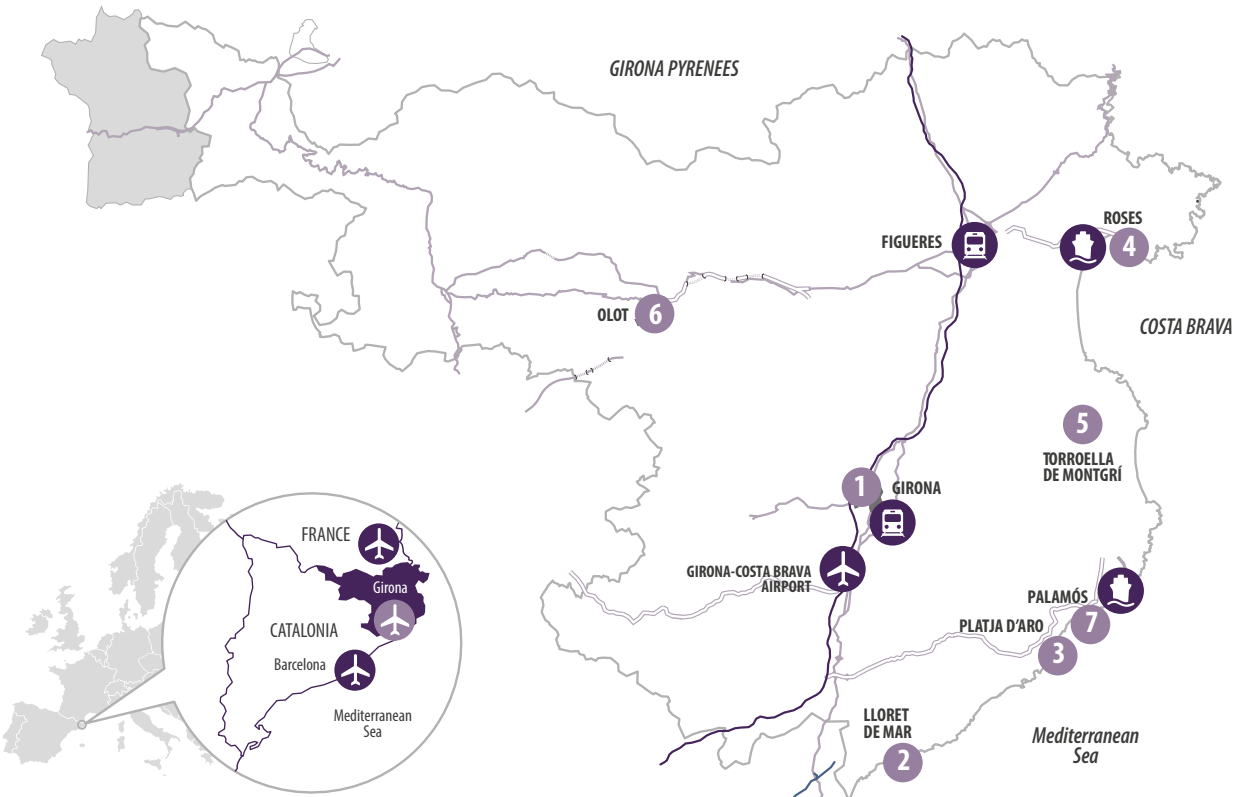 GIRONA PYRENEES
ROSES
FIGUERES
4
OLOT
6
COSTA BRAVA
5
TORROELLA
DE MONTGRÍ
1
GIRONA
GIRONA-COSTA BRAVA
AIRPORT
PALAMÓS
7
PLATJA D'ARO
3
LLORET
DE MAR
2
Mediterranean
Sea
FRANCE
Girona
CATALONIA
Barcelona
Mediterranean
Sea